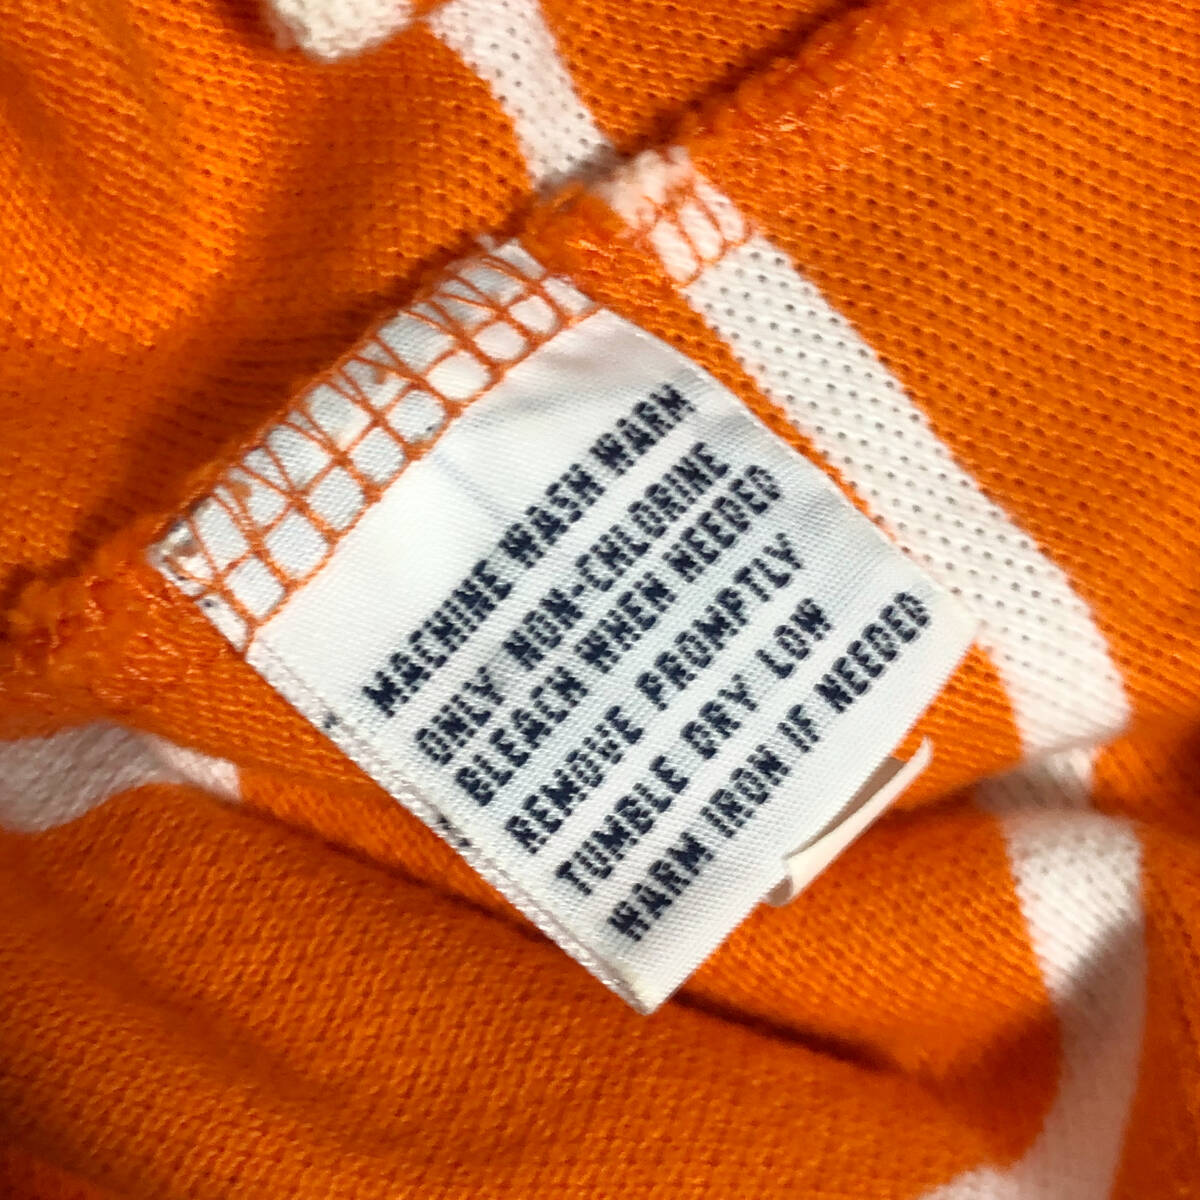 MACHINE WASH WARM
ONLY NON-CHLORINE
BLEACH WHEN NEEDED
REMOVE PROMPTLY
TUMBLE DRY LOW
WARM IRON IF NEEDED